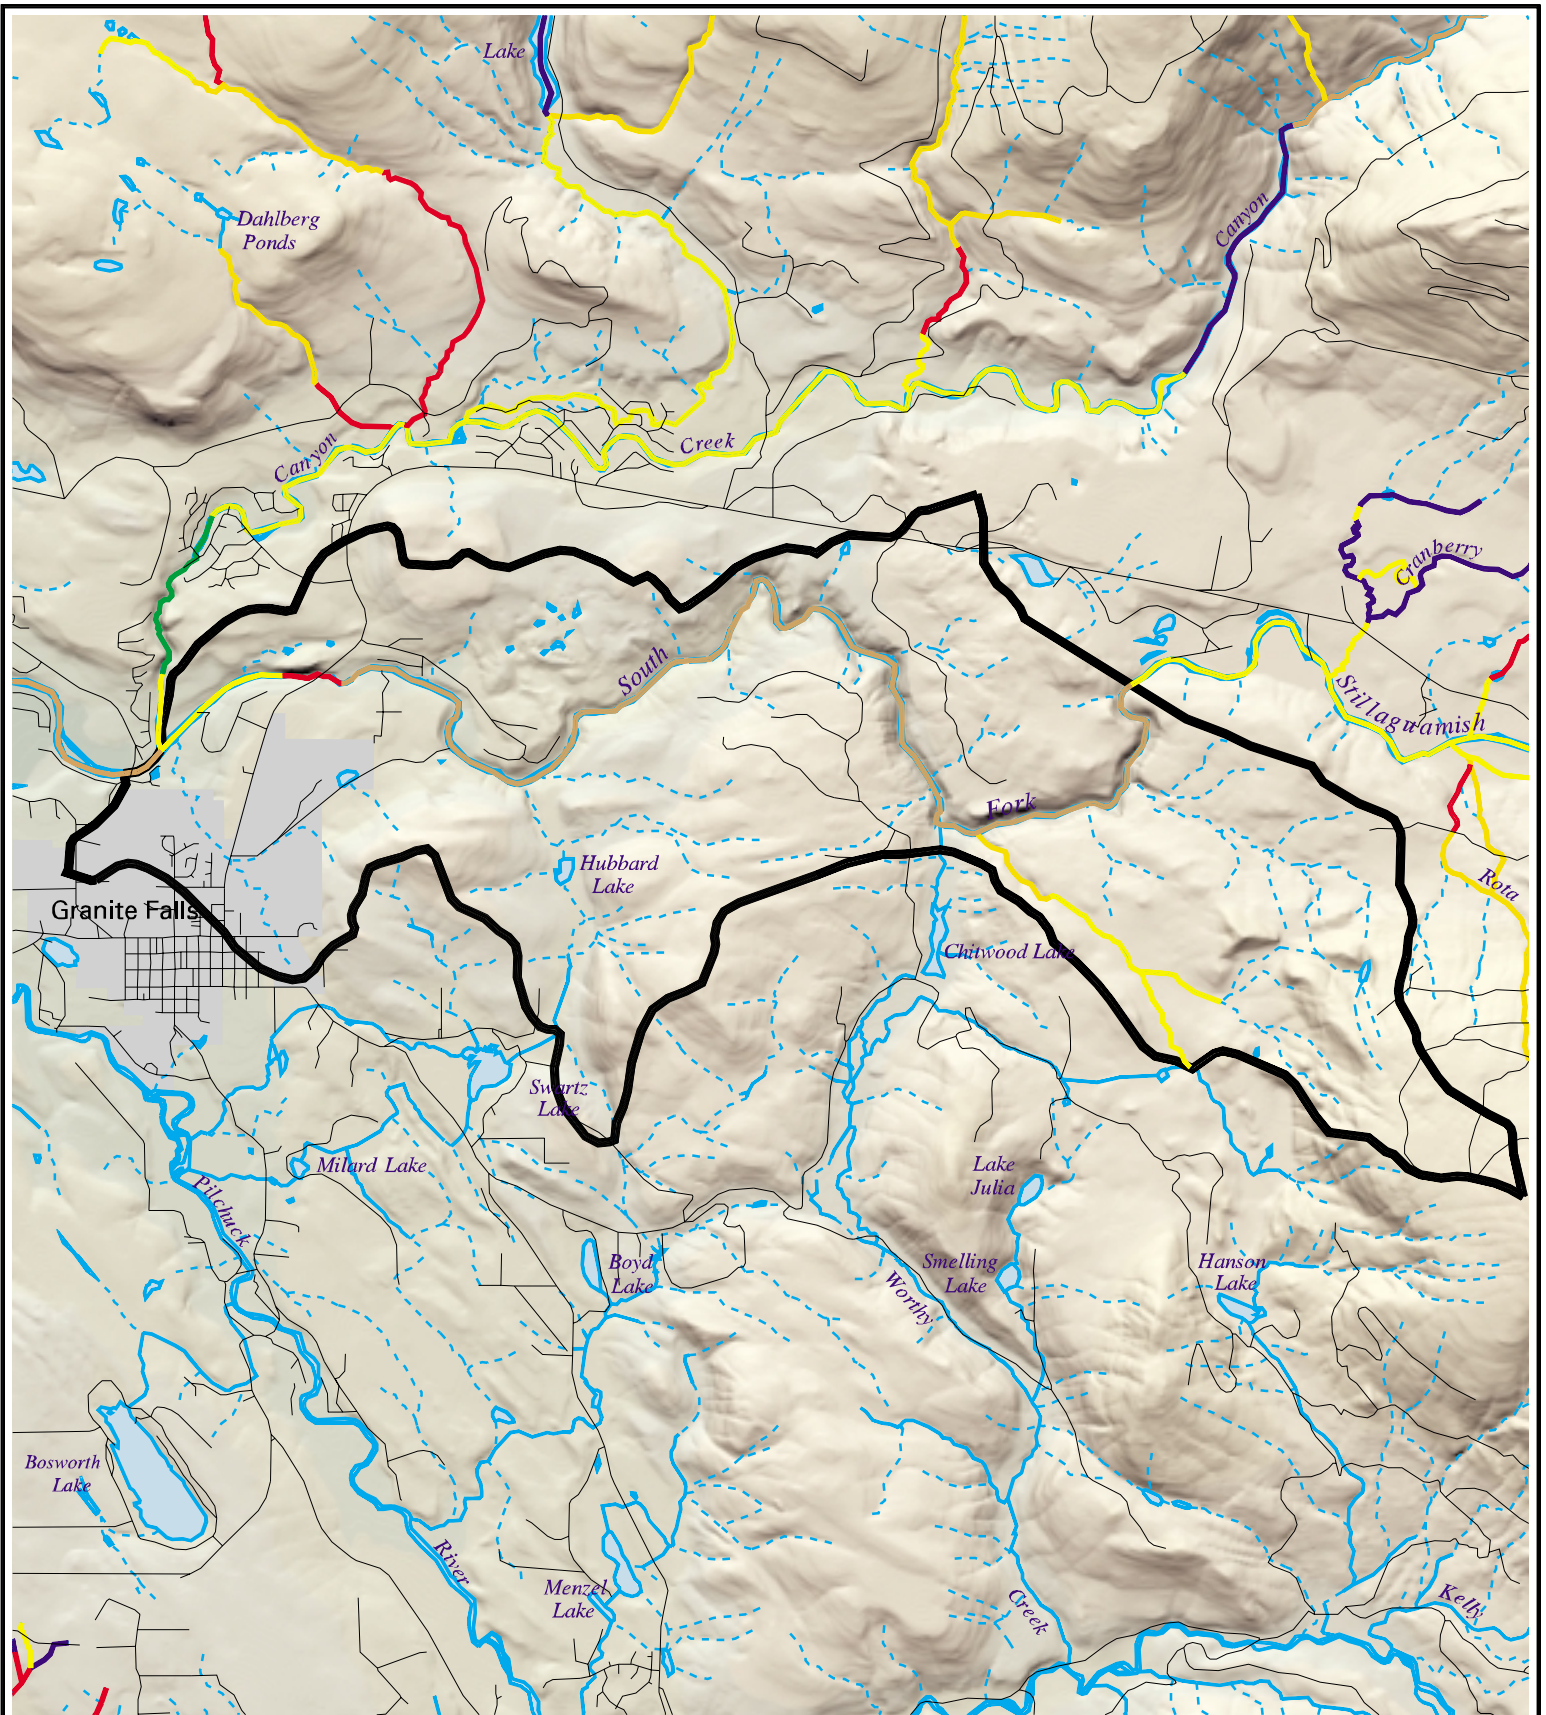 Lake
Dahlberg
Ponds
Canyon
Canyon
Creek
Cranberry
South
Stillaguamish
Fork
Hubbard
Lake
Rota
Granite Falls
Chitwood Lake
Swartz
Lake
Milard Lake
Lake
Julia
Pilchuck
Boyd
Lake
Smelling
Lake
Hanson
Lake
Worthy
Bosworth
Lake
River
Menzel
Lake
Creek
Kelly